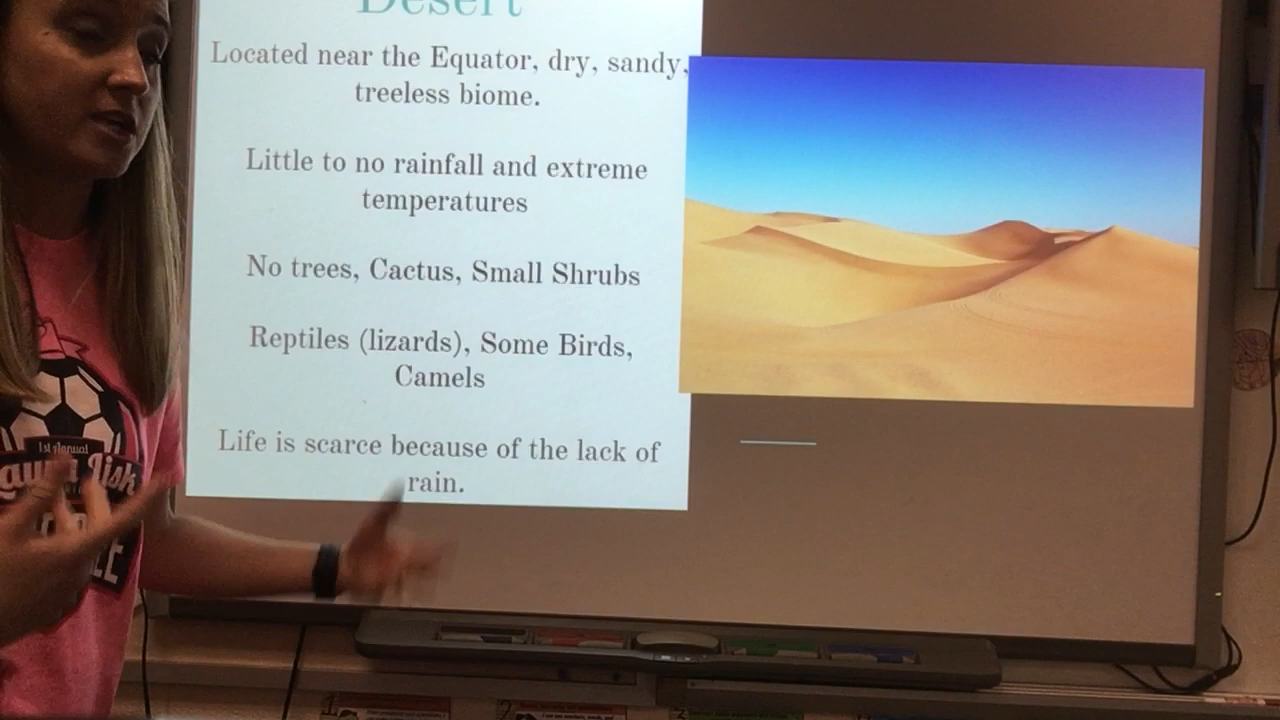 Desert
Located near the Equator, dry, sandy,
treeless biome.
Little to no rainfall and extreme
temperatures
No trees, Cactus, Small Shrubs
Reptiles (lizards), Some Birds,
Camels
Life is scarce because of the lack of
rain.
1st Annual